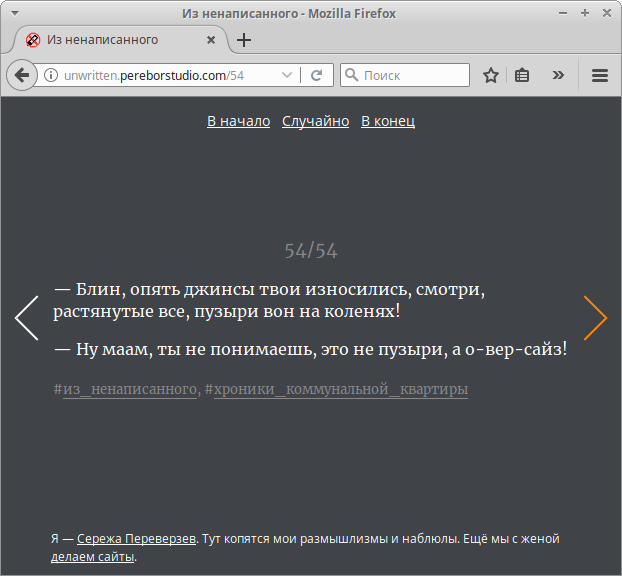 Из ненаписанного - Mozilla Firefox
Из ненаписанного
unwritten.pereborstudio.com/54
Поиск
В начало Случайно В конец
54/54
— Блин, опять джинсы твои износились, смотри,
растянутые все, пузыри вон на коленях!
— Ну маам, ты не понимаешь, это не пузыри, а о-вер-сайз!
#из_ненаписанного, #хроники_коммунальной_квартиры
Я — Сережа Переверзев. Тут копятся мои размышлизмы и наблюлы. Ещё мы с женой
делаем сайты.